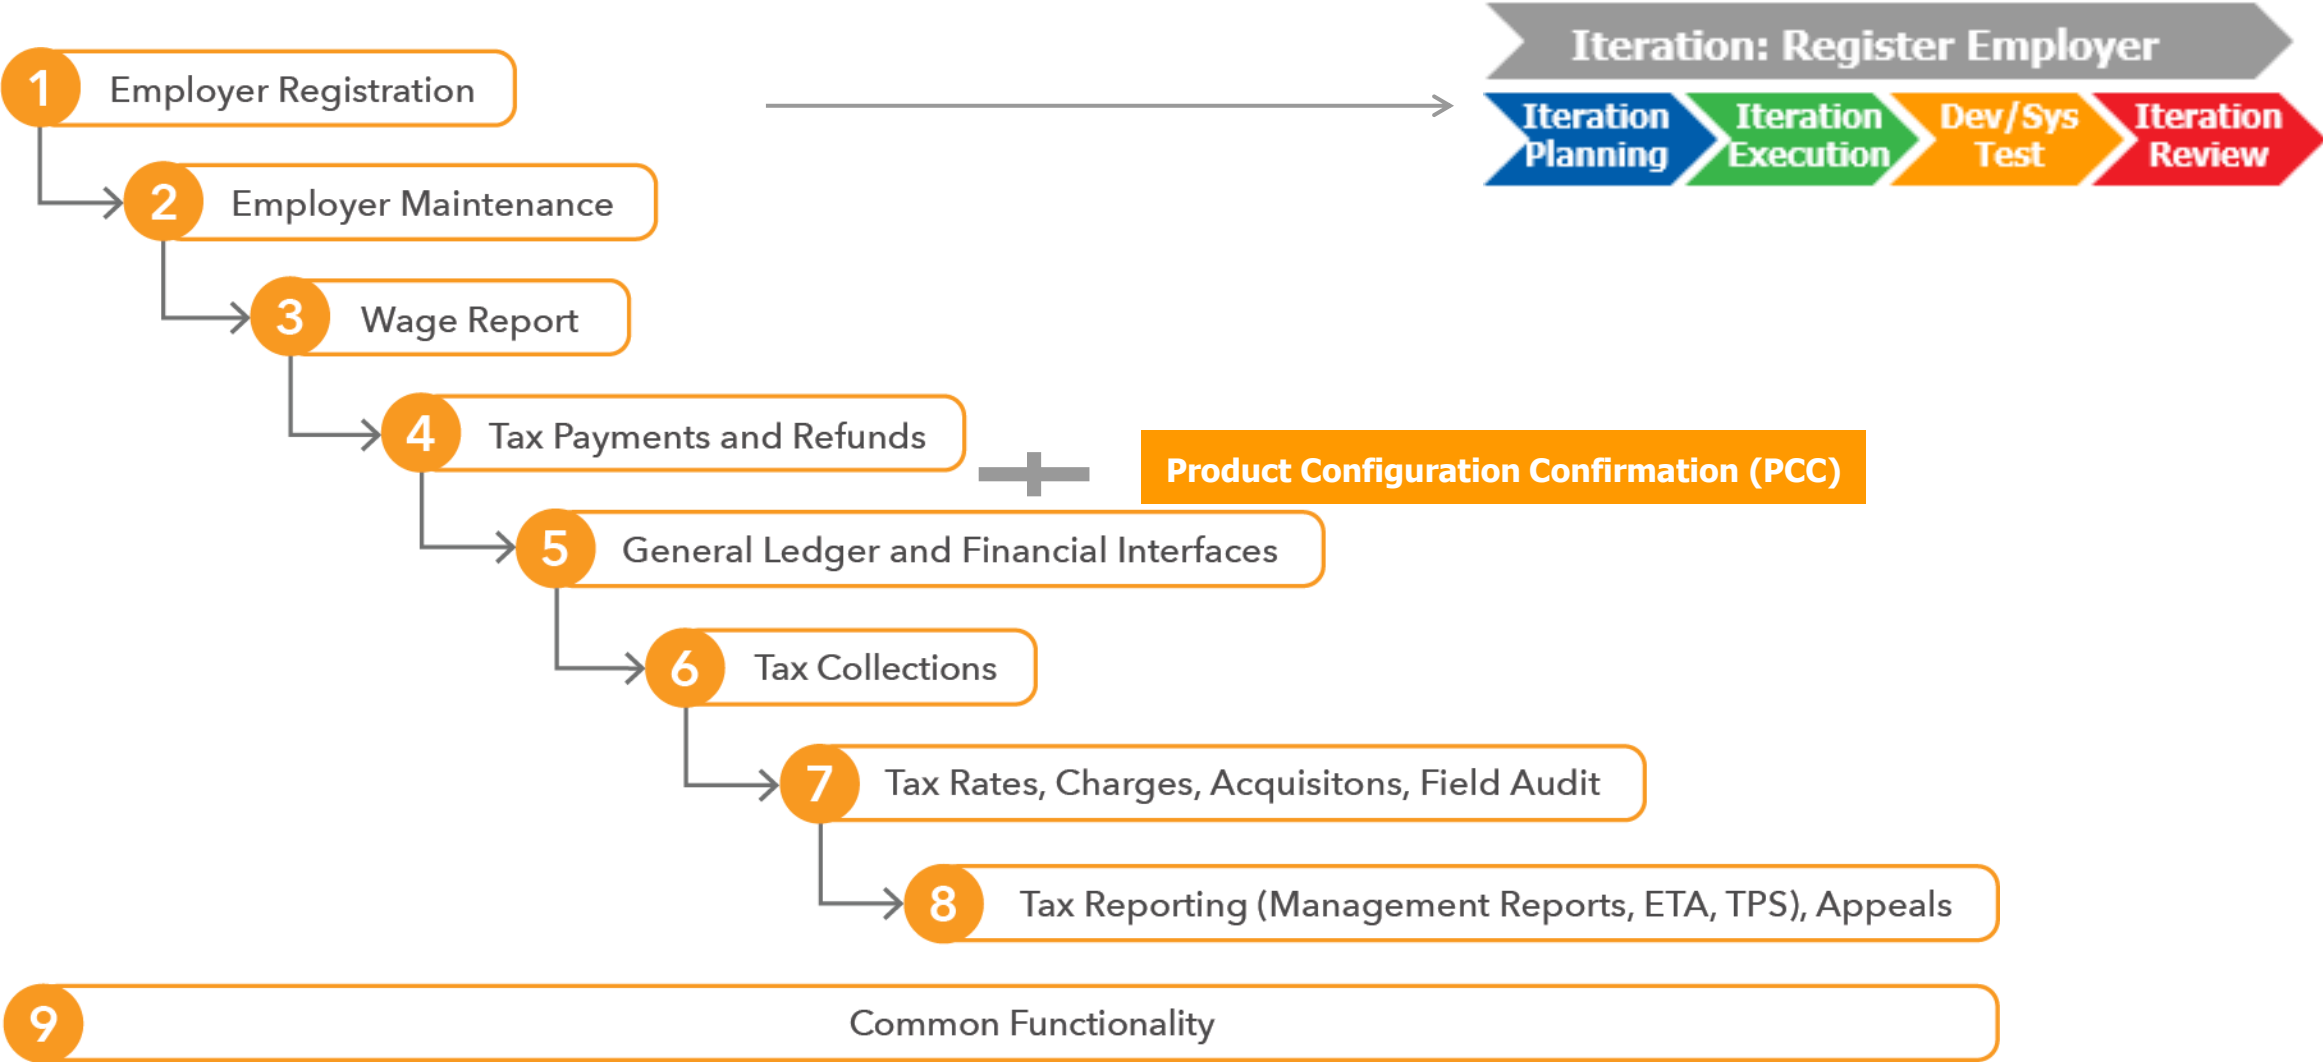 1 Employer Registration
Iteration: Register Employer
Iteration Planning
Iteration Execution
Dev/Sys Test
Iteration Review
2 Employer Maintenance
3 Wage Report
4 Tax Payments and Refunds
Product Configuration Confirmation (PCC)
5 General Ledger and Financial Interfaces
6 Tax Collections
7 Tax Rates, Charges, Acquisitons, Field Audit
8 Tax Reporting (Management Reports, ETA, TPS), Appeals
9 Common Functionality